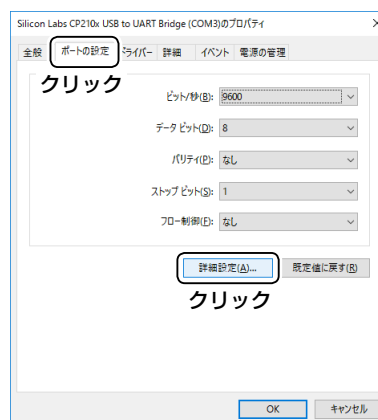 Silicon Labs CP210x USB to UART Bridge (COM3)のプロパティ
全般 ポートの設定 ドライバー 詳細 イベント 電源の管理
クリック
ビット/秒(B): 9600
データ ビット(D): 8
パリティ(P): なし
ストップ ビット(S): 1
フロー制御(F): なし
詳細設定(A)... 既定値に戻す(R)
クリック
OK キャンセル